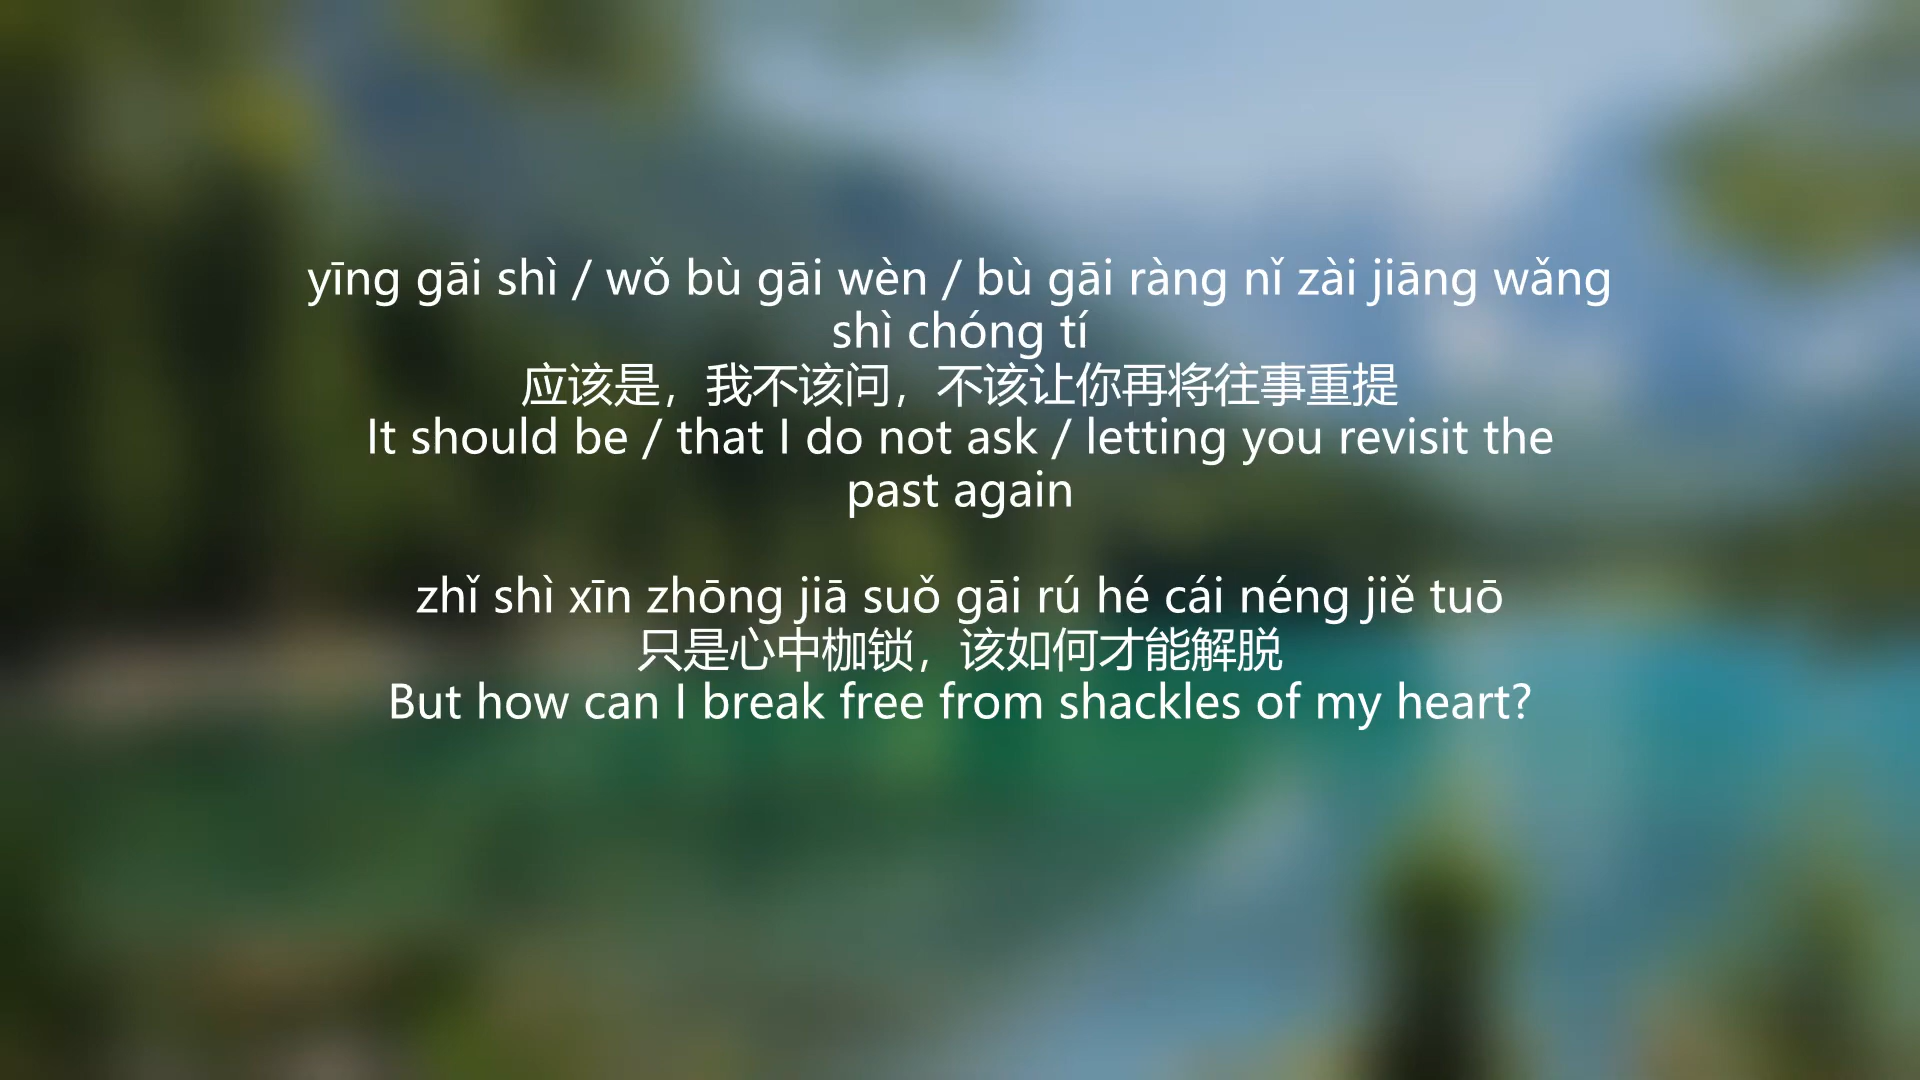 yīng gāi shì / wǒ bù gāi wèn / bù gāi ràng nǐ zài jiāng wǎng
shì chóng tí
应该是，我不该问，不该让你再将往事重提
It should be / that I do not ask / letting you revisit the
past again
zhǐ shì xīn zhōng jiā suǒ gāi rú hé cái néng jiě tuō
只是心中枷锁，该如何才能解脱
But how can I break free from shackles of my heart?